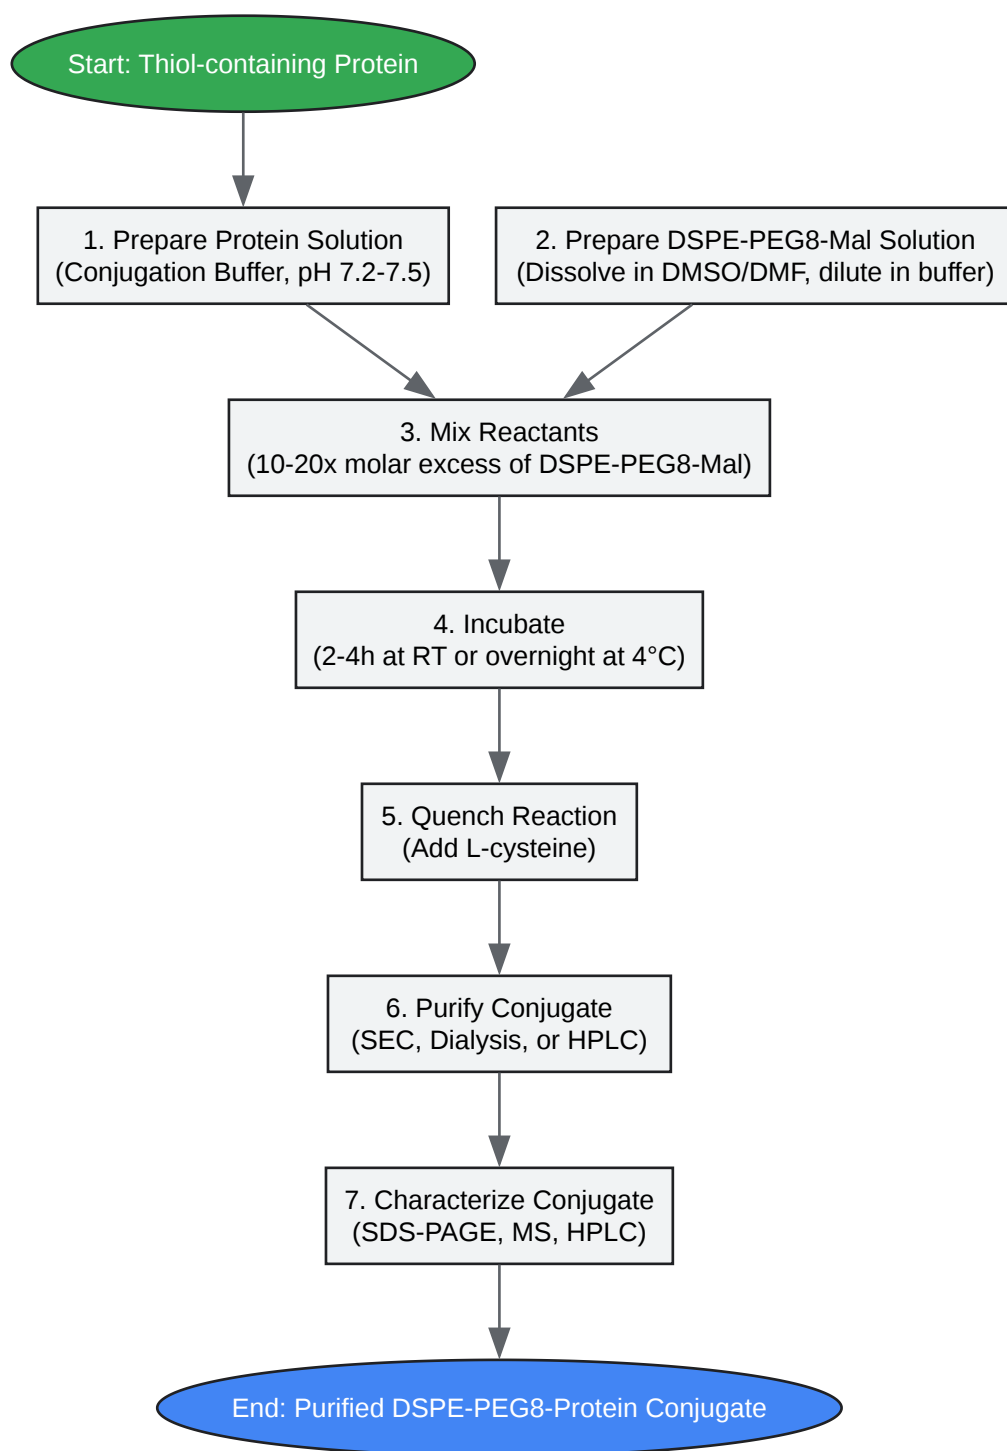 Start: Thiol-containing Protein
1. Prepare Protein Solution
(Conjugation Buffer, pH 7.2-7.5)
2. Prepare DSPE-PEG8-Mal Solution
(Dissolve in DMSO/DMF, dilute in buffer)
3. Mix Reactants
(10-20x molar excess of DSPE-PEG8-Mal)
4. Incubate
(2-4h at RT or overnight at 4°C)
5. Quench Reaction
(Add L-cysteine)
6. Purify Conjugate
(SEC, Dialysis, or HPLC)
7. Characterize Conjugate
(SDS-PAGE, MS, HPLC)
End: Purified DSPE-PEG8-Protein Conjugate